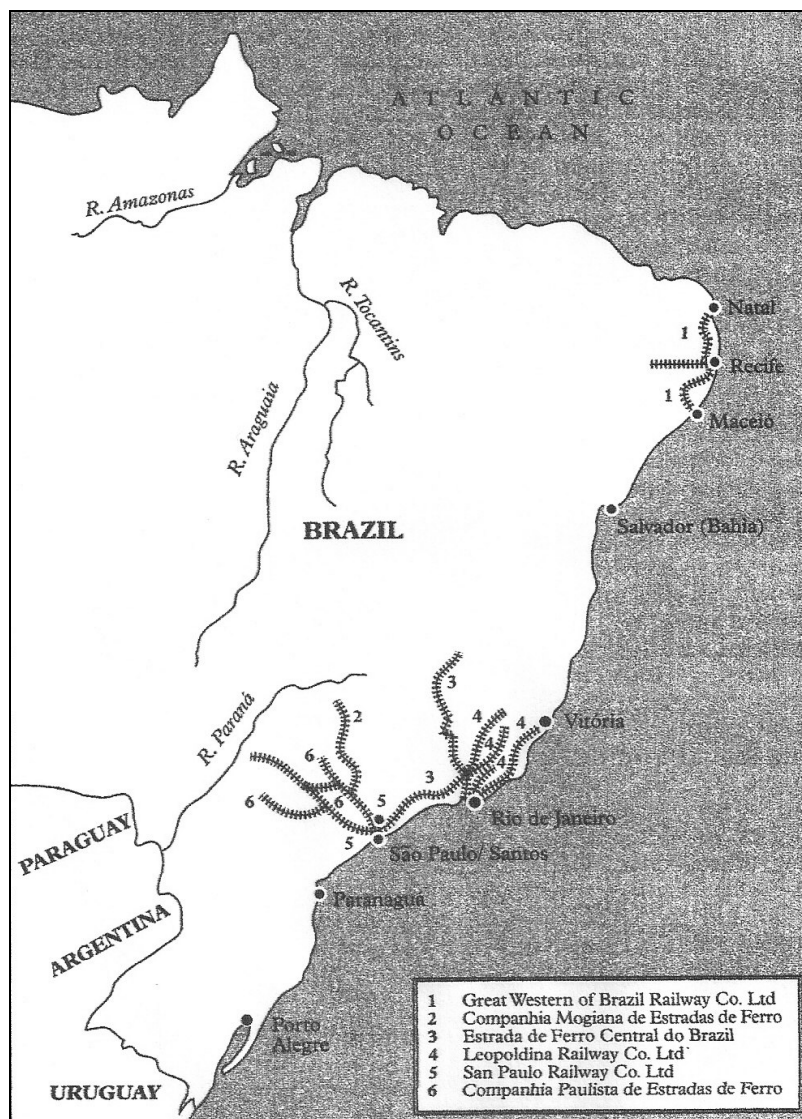 ATLANTIC
OCEAN
R. Amazonas
R. Tocantins
R. Araguaia
Natal
1
Recife
1
Maceió
Salvador (Bahia)
BRAZIL
R. Paraná
3
2
4
4
Vitória
4
6
4
3
5
6
6
Rio de Janeiro
5
São Paulo/ Santos
PARAGUAY
Paranaguá
ARGENTINA
Porto
Alegre
URUGUAY
1 Great Western of Brazil Railway Co. Ltd
2 Companhia Mogiana de Estradas de Ferro
3 Estrada de Ferro Central do Brazil
4 Leopoldina Railway Co. Ltd
5 San Paulo Railway Co. Ltd
6 Companhia Paulista de Estradas de Ferro